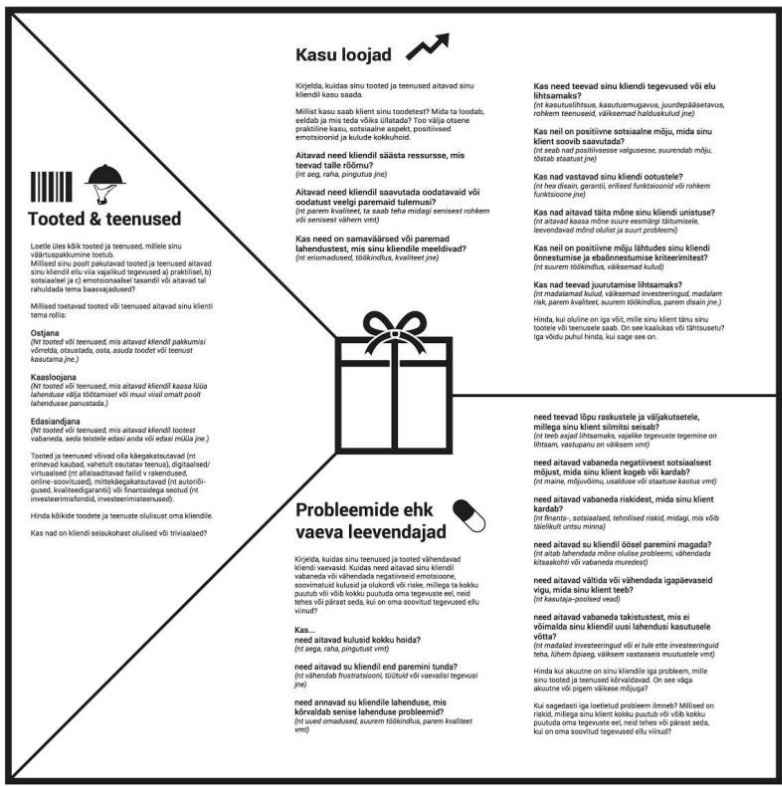 Tooted & teenused
Loetle üles kõik tooted ja teenused, millele sinu
väärtuspakkumine toetub.
Millised sinu poolt pakutavad tooted ja teenused aitavad
sinu kliendil ellu viia vajalikud tegevused a) praktilisel, b)
sotsiaalsel ja c) emotsionaalsel tasandil või aitavad tal
rahuldada tema baasvajadused?
Millised toetavad tooted või teenused aitavad sinu klienti
tema rollis:
Ostjana
(Nt tooted või teenused, mis aitavad kliendil pakkumisi
võrrelda, otsustada, osta, asuda toodet või teenust
kasutama jne.)
Kaasloojana
(Nt tooted või teenused, mis aitavad kliendil kaasa lüüa
lahenduse välja töötamisel või muul viisil omalt poolt
lahendusse panustada.)
Edasiandjana
(Nt tooted või teenused, mis aitavad kliendil tootest
vabaneda, seda teistele edasi anda või edasi müüa jne.)
Tooted ja teenused võivad olla käegakatsutavad (nt
erinevad kaubad, vahetult osutatav teenus), digitaalsed/
virtuaalsed (nt allalaaditavad failid v rakendused,
online-soovitused), mittekäegakatsutavad (nt autoriõi-
gused, kvaliteedigarantii) või finantsidega seotud (nt
investeerimisfondid, investeerimisteenused).
Hinda kõikide toodete ja teenuste olulisust oma kliendile.
Kas nad on kliendi seisukohast olulised või triviaalsed?
Kasu loojad
Kirjelda, kuidas sinu tooted ja teenused aitavad sinu
kliendil kasu saada.
Millist kasu saab klient sinu toodetest? Mida ta loodab,
eeldab ja mis teda võiks üllatada? Too välja otsene
praktiline kasu, sotsiaalne aspekt, positiivsed
emotsioonid ja kulude kokkuhoid.
Aitavad need kliendil säästa ressursse, mis
teevad talle rõõmu?
(nt aeg, raha, pingutus jne)
Aitavad need kliendil saavutada oodatavaid või
oodatust veelgi paremaid tulemusi?
(nt parem kvaliteet, ta saab teha midagi senisest rohkem
või senisest vähem vmt)
Kas need on samaväärsed või paremad
lahendustest, mis sinu kliendile meeldivad?
(nt eriomadused, töökindlus, kvaliteet jne)
Kas need teevad sinu kliendi tegevused või elu
lihtsamaks?
(nt kasutuslihtsus, kasutusmugavus, juurdepääsetavus,
rohkem teenuseid, väiksemad halduskulud jne)
Kas neil on positiivne sotsiaalne mõju, mida sinu
klient soovib saavutada?
(nt seab nad positiivsesse valgusesse, suurendab mõju,
tõstab staatust jne)
Kas nad vastavad sinu kliendi ootustele?
(nt hea disain, garantii, erilised funktsioonid või rohkem
funktsioone jne)
Kas nad aitavad täita mõne sinu kliendi unistuse?
(nt aitavad kaasa mõne suure eesmärgi täitumisele,
leevendavad mõnd olulist ja suurt probleemi)
Kas neil on positiivne mõju lähtudes sinu kliendi
õnnestumise ja ebaõnnestumise kriteerimitest?
(nt suurem töökindlus, väiksemad kulud)
Kas nad teevad juurutamise lihtsamaks?
(nt madalamad kulud, väiksemad investeeringud, madalam
risk, parem kvaliteet, suurem töökindlus, parem disain jne.)
Hinda, kui oluline on iga võit, mille sinu klient tänu sinu
tootele või teenusele saab. On see kaalukas või tähtsusetu?
Iga võidu puhul hinda, kui sage see on.
Probleemide ehk
vaeva leevendajad
Kirjelda, kuidas sinu teenused ja tooted vähendavad
kliendi vaevasid. Kuidas need aitavad sinu kliendil
vabaneda või vähendada negatiivseid emotsioone,
soovimatuid kulusid ja olukordi või riske, millega ta kokku
puutub või võib kokku puutuda oma tegevuste eel, neid
tehes või pärast seda, kui on oma soovitud tegevused ellu
viinud?
Kas...
need aitavad kulusid kokku hoida?
(nt aega, raha, pingutust vmt)
need aitavad su kliendil end paremini tunda?
(nt vähendab frustratsiooni, tüütuid või vaevalisi tegevusi
jne)
need annavad su kliendile lahenduse, mis
kõrvaldab senise lahenduse probleemid?
(nt uued omadused, suurem töökindlus, parem kvaliteet
vmt)
need teevad lõpu raskustele ja väljakutsetele,
millega sinu klient silmitsi seisab?
(nt teeb asjad lihtsamaks, vajalike tegevuste tegemine on
lihtsam, vastupanu on väiksem vmt)
need aitavad vabaneda negatiivsest sotsiaalsest
mõjust, mida sinu klient kogeb või kardab?
(nt maine, mõjuvõimu, usalduse või staatuse kaotus vmt)
need aitavad vabaneda riskidest, mida sinu klient
kardab?
(nt finants-, sotsiaalsed, tehnilised riskid, midagi, mis võib
täielikult untsu minna)
need aitavad su kliendil öösel paremini magada?
(nt aitab lahendada mõne olulise probleemi, vähendada
kitsaskohti või vabaneda muredest)
need aitavad vältida või vähendada igapäevaseid
vigu, mida sinu klient teeb?
(nt kasutaja-poolsed vead)
need aitavad vabaneda takistustest, mis ei
võimalda sinu kliendil uusi lahendusi kasutusele
võtta?
(nt madalad investeeringud või ei tule ette investeeringuid
teha, lühem õpiaeg, väiksem vastasseis muutustele vmt)
Hinda kui akuutne on sinu kliendile iga probleem, mille
sinu tooted ja teenused kõrvaldavad. On see väga
akuutne või pigem väikese mõjuga?
Kui sagedasti iga loetletud probleem ilmneb? Millised on
riskid, millega sinu klient kokku puutub või võib kokku
puutuda oma tegevuste eel, neid tehes või pärast seda,
kui on oma soovitud tegevused ellu viinud?